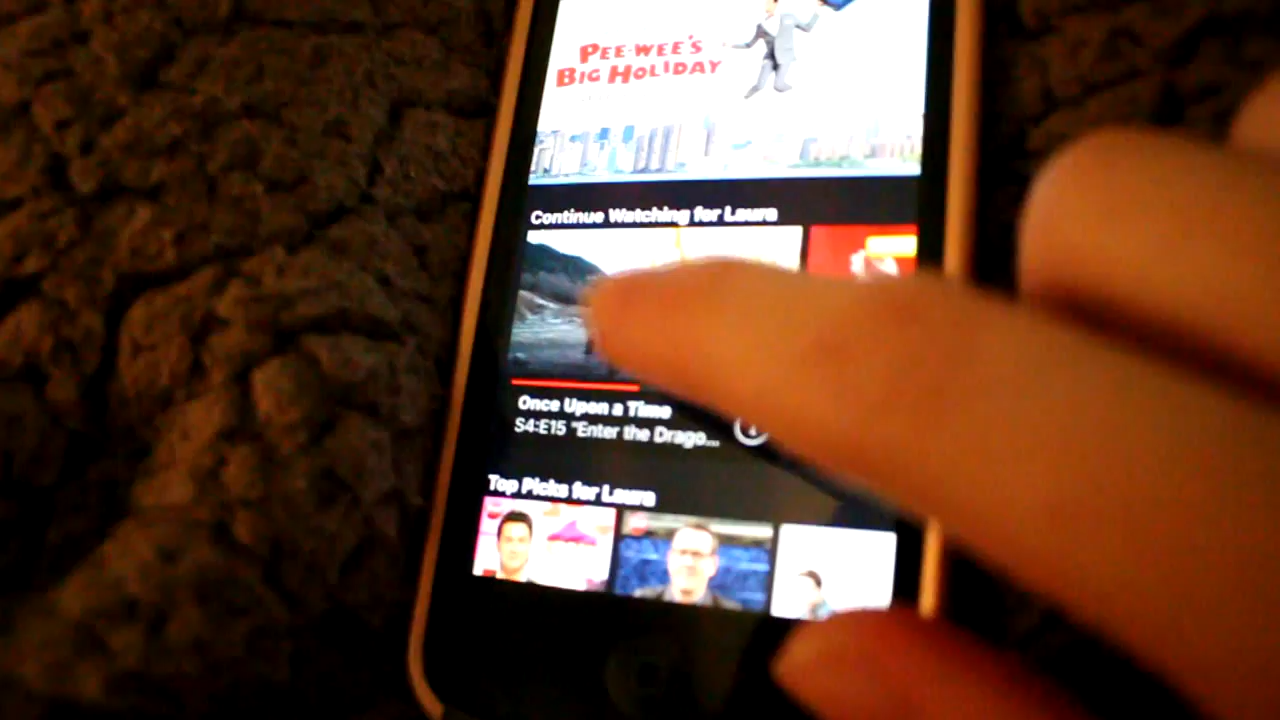 PEE-WEE'S
BIG HOLIDAY
Continue Watching for Laura
Once Upon a Time
S4:E15 "Enter the Drago...
Top Picks for Laura